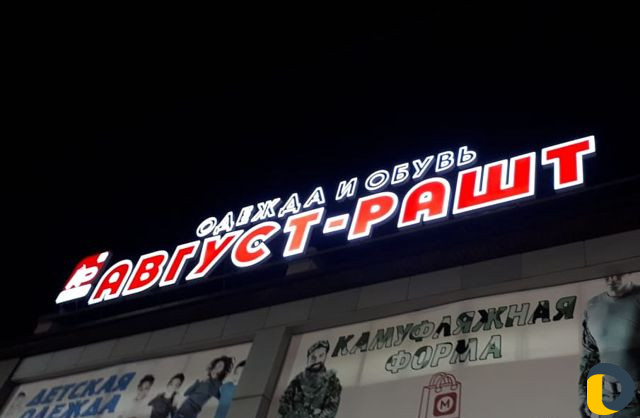 ОДЕЖДА И ОБУВЬ
АВГУСТ-РАШТ
КАМУФЛЯЖНАЯ
ФОРМА
ДЕТСКАЯ
ОДЕЖДА
М